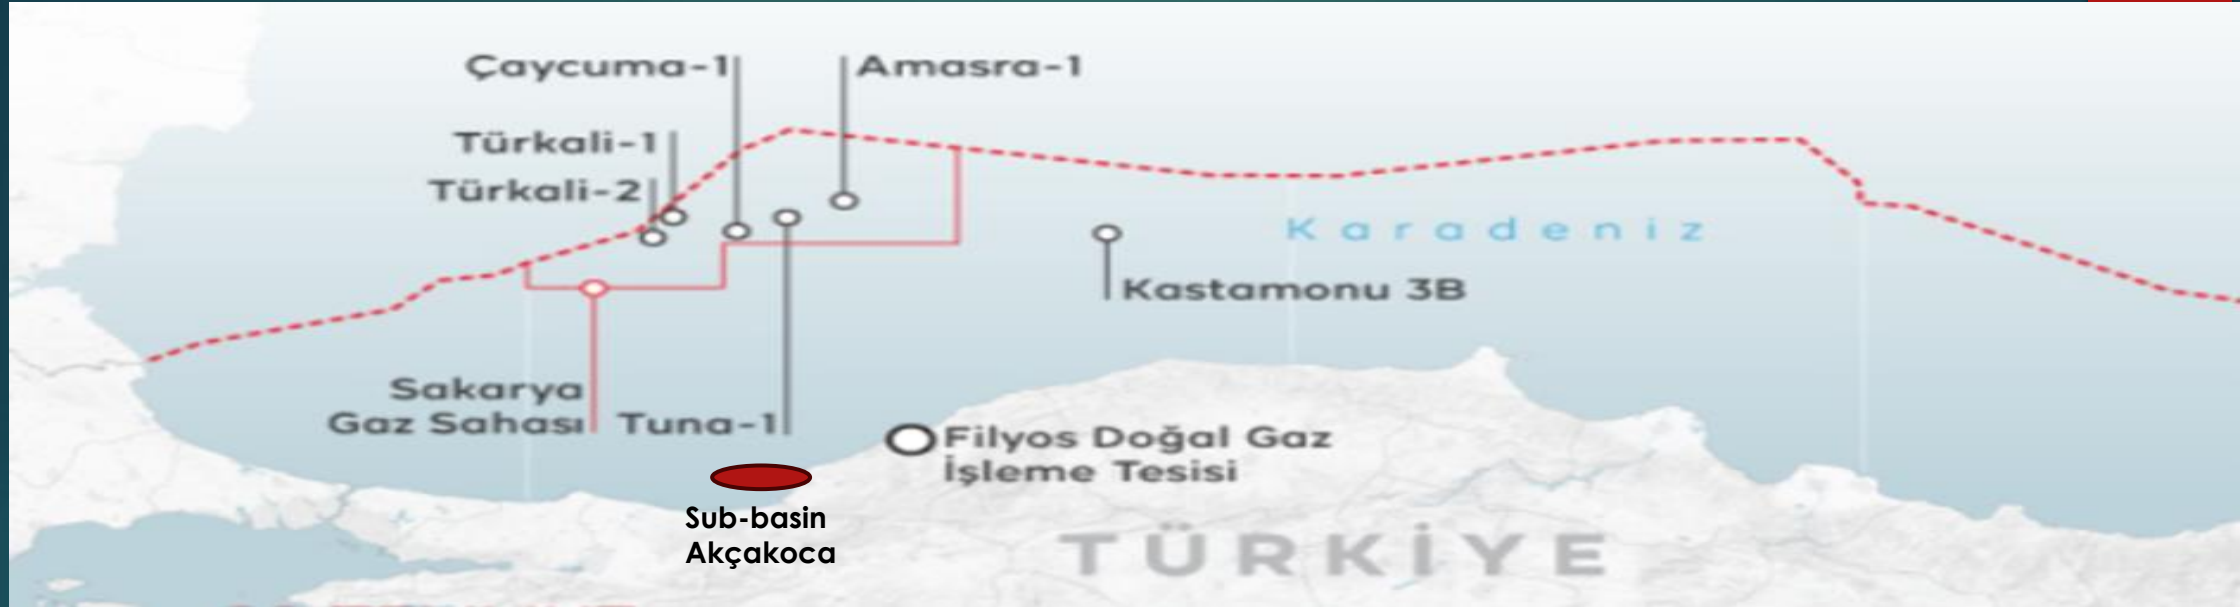 Çaycuma-1
Amasra-1
Türkali-1
Türkali-2
Karadeniz
Kastamonu 3B
Sakarya
Gaz Sahası
Tuna-1
Filyos Doğal Gaz
İşleme Tesisi
Sub-basin
Akçakoca
TÜRKİYE